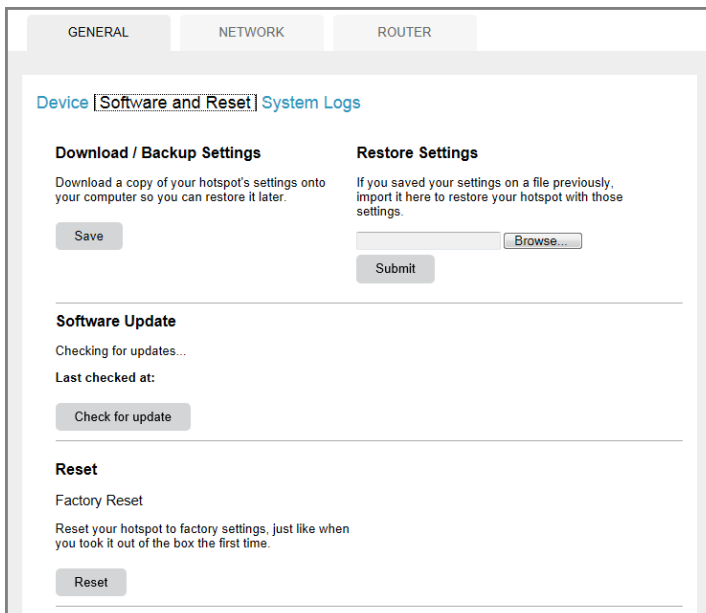 GENERAL NETWORK ROUTER
Device Software and Reset System Logs
Download / Backup Settings
Download a copy of your hotspot's settings onto
your computer so you can restore it later.
Save
Restore Settings
If you saved your settings on a file previously,
import it here to restore your hotspot with those
settings.
Browse...
Submit
Software Update
Checking for updates...
Last checked at:
Check for update
Reset
Factory Reset
Reset your hotspot to factory settings, just like when
you took it out of the box the first time.
Reset